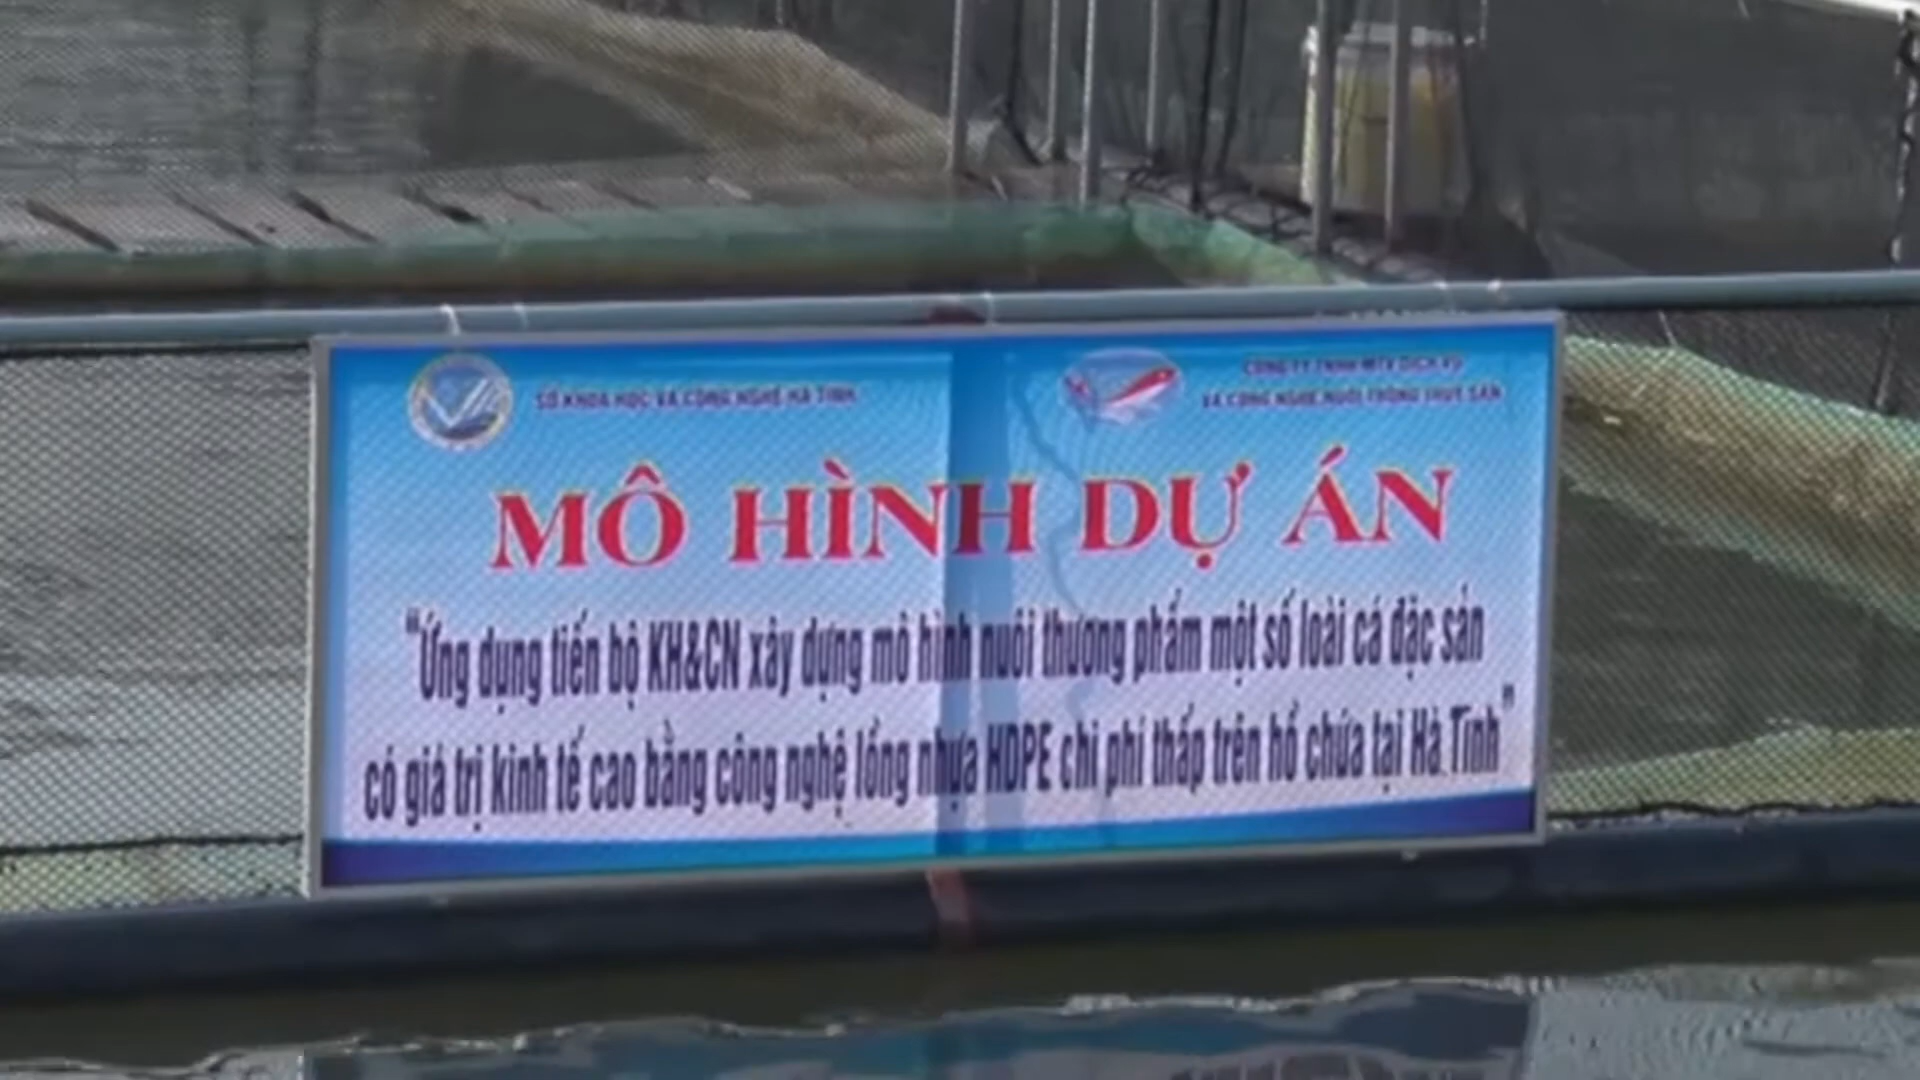 SỞ KHOA HỌC VÀ CÔNG NGHỆ HÀ TĨNH
CÔNG TY TNHH MTV DỊCH VỤ
VÀ CÔNG NGHỆ NUÔI TRỒNG THUỶ SẢN
MÔ HÌNH DỰ ÁN
"Ứng dụng tiến bộ KH&CN xây dựng mô hình nuôi thương phẩm một số loài cá đặc sản
có giá trị kinh tế cao bằng công nghệ lồng nhựa HDPE chi phí thấp trên hồ chứa tại Hà Tĩnh"